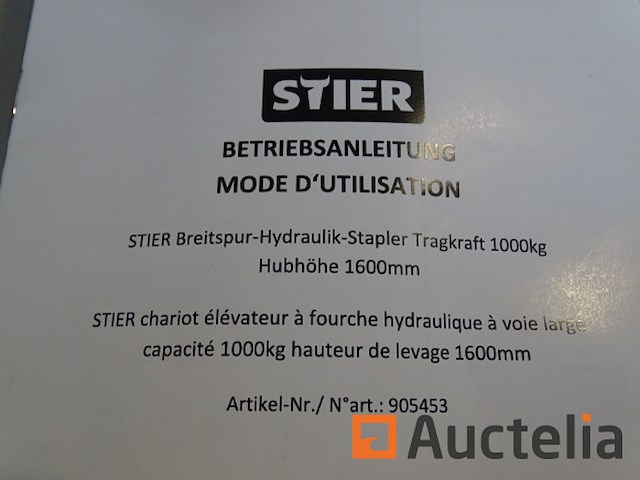 STIER
BETRIEBSANLEITUNG
MODE D'UTILISATION
STIER Breitspur-Hydraulik-Stapler Tragkraft 1000kg
Hubhöhe 1600mm
STIER chariot élévateur à fourche hydraulique à voie large
capacité 1000kg hauteur de levage 1600mm
Artikel-Nr./ N°art.: 905453
Auctelia